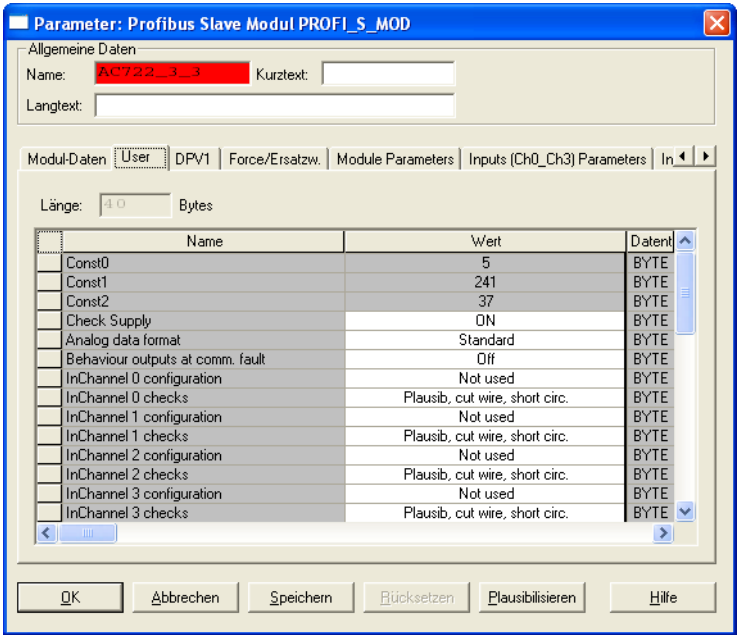 Parameter: Profibus Slave Modul PROFI_S_MOD
Allgemeine Daten
Name: AC722_3_3 Kurztext:
Langtext:
Modul-Daten User DPV1 Force/Ersatzw. Module Parameters Inputs (Ch0_Ch3) Parameters In
Länge: 40 Bytes
Name Wert Datent
Const0 5 BYTE
Const1 241 BYTE
Const2 37 BYTE
Check Supply ON BYTE
Analog data format Standard BYTE
Behaviour outputs at comm. fault Off BYTE
InChannel 0 configuration Not used BYTE
InChannel 0 checks Plausib, cut wire, short circ. BYTE
InChannel 1 configuration Not used BYTE
InChannel 1 checks Plausib, cut wire, short circ. BYTE
InChannel 2 configuration Not used BYTE
InChannel 2 checks Plausib, cut wire, short circ. BYTE
InChannel 3 configuration Not used BYTE
InChannel 3 checks Plausib, cut wire, short circ. BYTE
OK Abbrechen Speichern Rücksetzen Plausibilisieren Hilfe